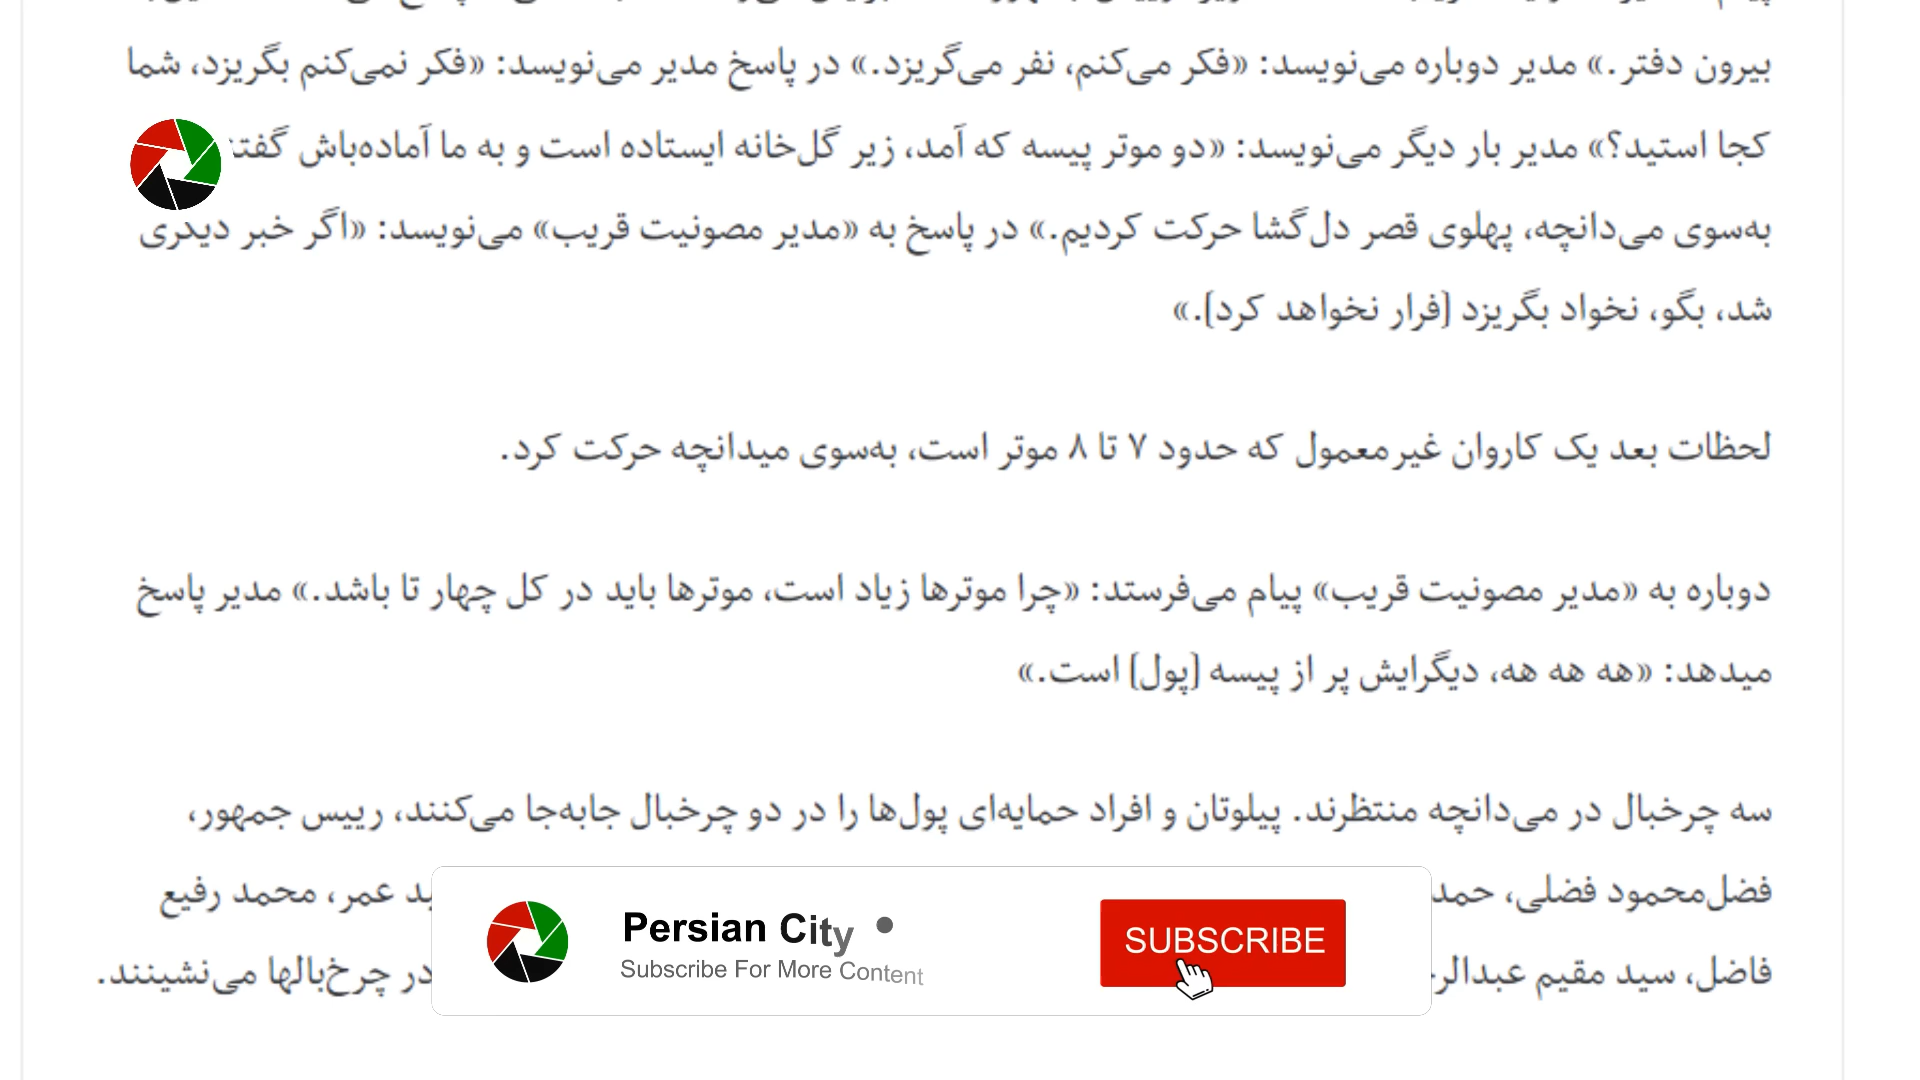 بیرون دفتر.» مدیر دوباره می‌نویسد: «فکر می‌کنم، نفر می‌گریزد.» در پاسخ مدیر می‌نویسد: «فکر نمی‌کنم بگریزد، شما
کجا استید؟» مدیر بار دیگر می‌نویسد: «دو موتر پیسه که آمد، زیر گل‌خانه ایستاده است و به ما آماده‌باش
به‌سوی می‌دانچه، پهلوی قصر دل‌گشا حرکت کردیم.» در پاسخ به «مدیر مصونیت قریب» می‌نویسد: «اگر خبر دیگری
شد، بگو، نخواد بگریزد [فرار نخواهد کرد].»
لحظات بعد یک کاروان غیرمعمول که حدود ۷ تا ۸ موتر است، به‌سوی میدانچه حرکت کرد.
دوباره به «مدیر مصونیت قریب» پیام می‌فرستد: «چرا موترها زیاد است، موترها باید در کل چهار تا باشد.» مدیر پاسخ
میدهد: «هه هه هه، دیگرایش پر از پیسه [پول] است.»
سه چرخبال در می‌دانچه منتظرند. پیلوتان و افراد حمایه‌ای پول‌ها را در دو چرخبال جابه‌جا می‌کنند، رییس جمهور،
فضل‌محمود فضلی، عمر، محمد رفیع
فاضل، سید مقیم در چرخ‌بالها می‌نشینند.
Persian City
Subscribe For More Content
SUBSCRIBE